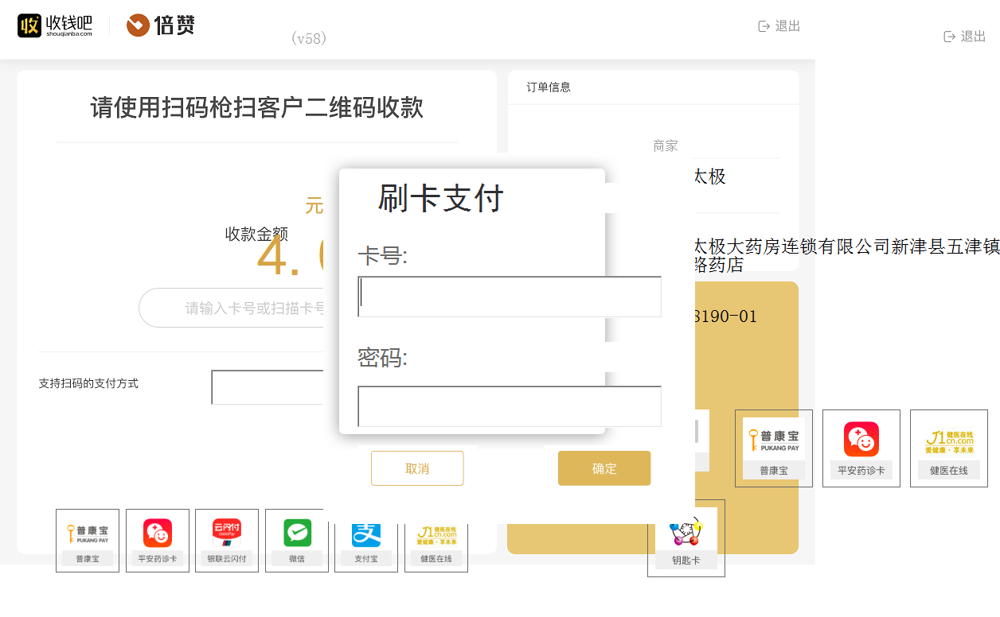 收 收钱吧 倍赞
shouqianba.com
(v58)
退出
退出
请使用扫码枪扫客户二维码收款
订单信息
商家
太极
元
收款金额
4.
请输入卡号或扫描卡号
支持扫码的支付方式
太极大药房连锁有限公司新津县五津镇
路药店
8190-01
刷卡支付
卡号:
密码:
取消
确定
普康宝
PUKANG PAY
普康宝
平安药诊卡
J1 健医在线
cn.com
爱健康·享未来
健医在线
普康宝
PUKANG PAY
普康宝
平安药诊卡
云闪付
银联云闪付
微信
支
支付宝
J1 健医在线
cn.com
爱健康·享未来
健医在线
钥匙卡